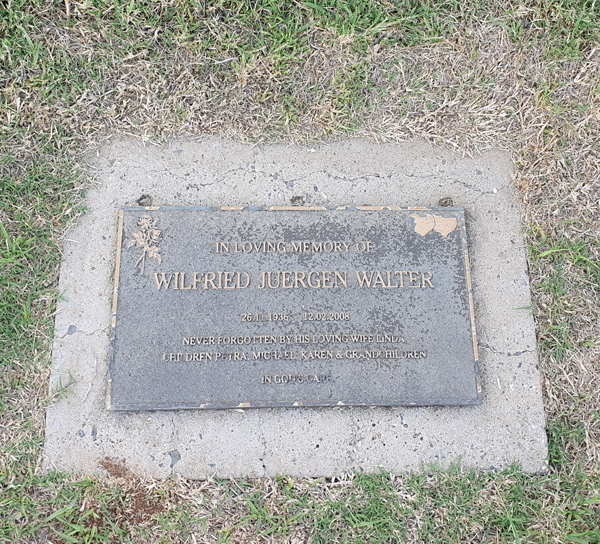 IN LOVING MEMORY OF
WILFRIED JUERGEN WALTER
26.11.1936 12.02.2008
NEVER FORGOTTEN BY HIS LOVING WIFE LINDA
CHILDREN PETRA, MICHAEL, KAREN & GRANDCHILDREN
IN GOD'S CARE